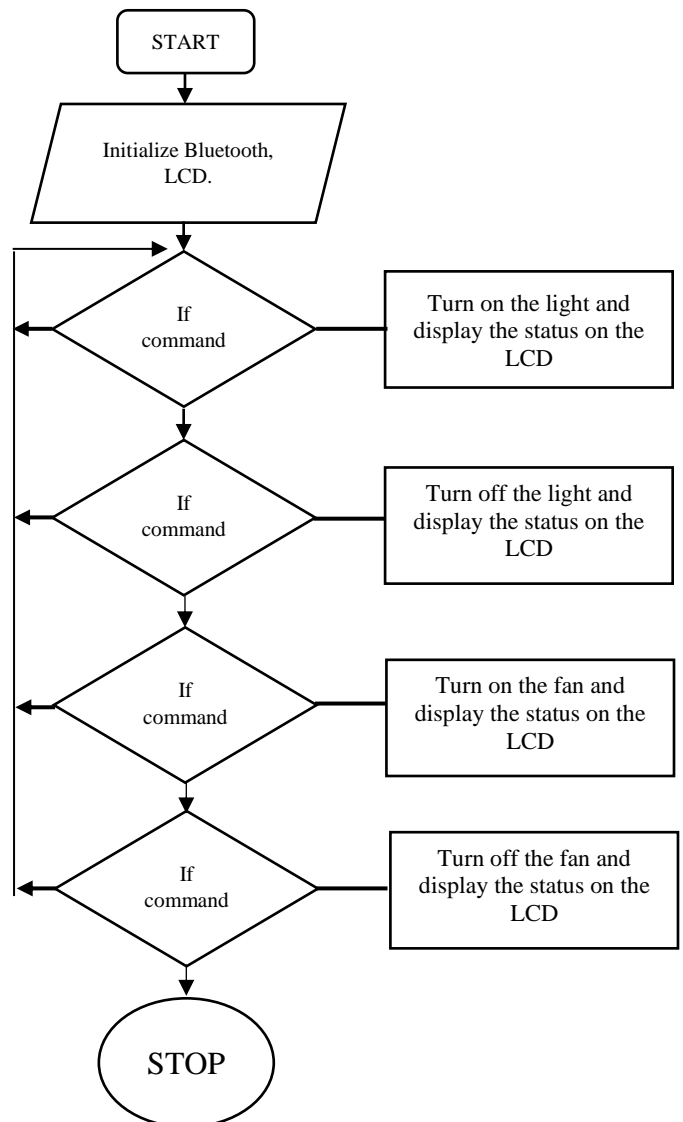 START
Initialize Bluetooth,
LCD.
If
command
Turn on the light and
display the status on the
LCD
If
command
Turn off the light and
display the status on the
LCD
If
command
Turn on the fan and
display the status on the
LCD
If
command
Turn off the fan and
display the status on the
LCD
STOP